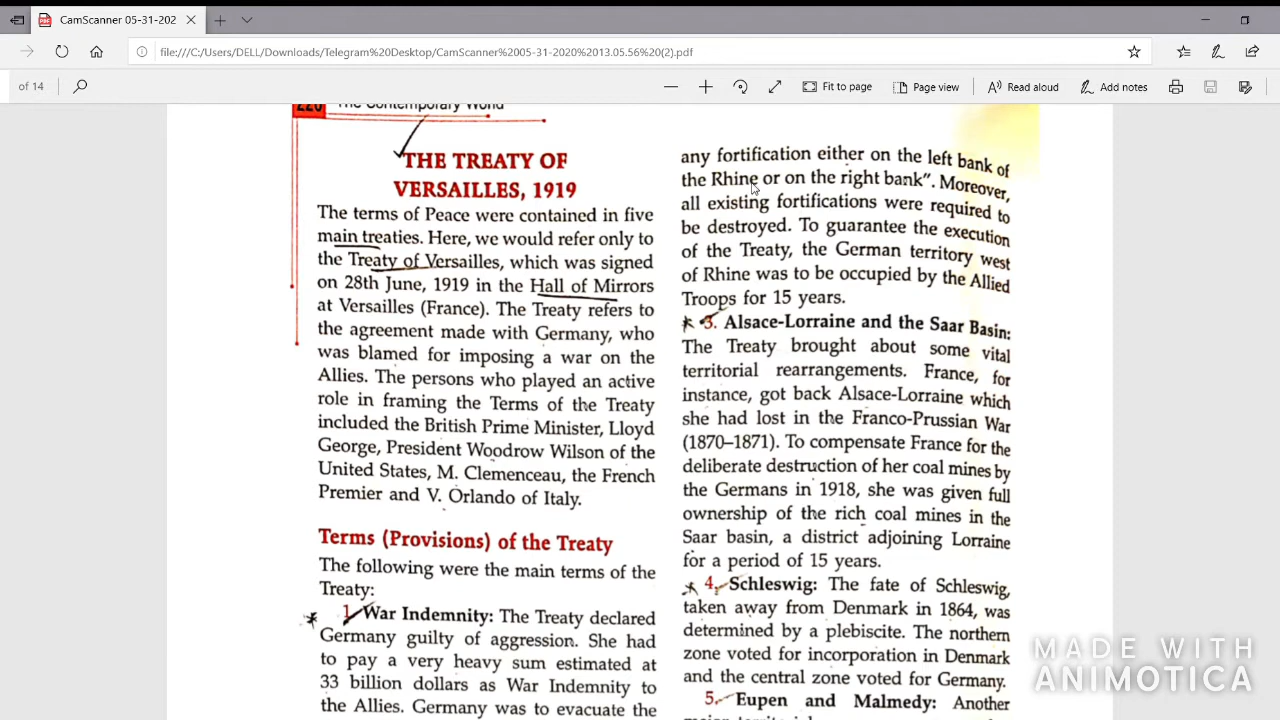 CamScanner 05-31-202
file:///C:/Users/DELL/Downloads/Telegram%20Desktop/CamScanner%2005-31-2020%2013.05.56%20(2).pdf
of 14
Fit to page
Page view
Read aloud
Add notes
220 The Contemporary World
THE TREATY OF
VERSAILLES, 1919
The terms of Peace were contained in five
main treaties. Here, we would refer only to
the Treaty of Versailles, which was signed
on 28th June, 1919 in the Hall of Mirrors
at Versailles (France). The Treaty refers to
the agreement made with Germany, who
was blamed for imposing a war on the
Allies. The persons who played an active
role in framing the Terms of the Treaty
included the British Prime Minister, Lloyd
George, President Woodrow Wilson of the
United States, M. Clemenceau, the French
Premier and V. Orlando of Italy.
Terms (Provisions) of the Treaty
The following were the main terms of the
Treaty:
1. War Indemnity: The Treaty declared
Germany guilty of aggression. She had
to pay a very heavy sum estimated at
33 billion dollars as War Indemnity to
the Allies. Germany was to evacuate the
any fortification either on the left bank of
the Rhine or on the right bank". Moreover,
all existing fortifications were required to
be destroyed. To guarantee the execution
of the Treaty, the German territory west
of Rhine was to be occupied by the Allied
Troops for 15 years.
3. Alsace-Lorraine and the Saar Basin:
The Treaty brought about some vital
territorial rearrangements. France, for
instance, got back Alsace-Lorraine which
she had lost in the Franco-Prussian War
(1870–1871). To compensate France for the
deliberate destruction of her coal mines by
the Germans in 1918, she was given full
ownership of the rich coal mines in the
Saar basin, a district adjoining Lorraine
for a period of 15 years.
4. Schleswig: The fate of Schleswig,
taken away from Denmark in 1864, was
determined by a plebiscite. The northern
zone voted for incorporation in Denmark
and the central zone voted for Germany.
5. Eupen and Malmedy: Another
MADE WITH
ANIMOTICA